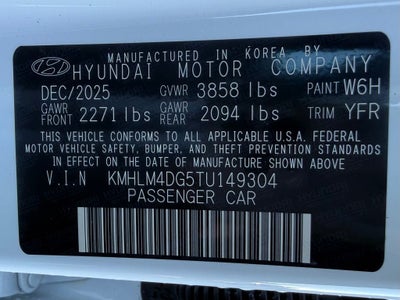 MANUFACTURED IN KOREA BY
HYUNDAI MOTOR COMPANY
DEC/2025 GVWR 3858 lbs PAINT W6H
GAWR FRONT 2271 lbs GAWR REAR 2094 lbs TRIM YFR
THIS VEHICLE CONFORMS TO ALL APPLICABLE U.S.A. FEDERAL
MOTOR VEHICLE SAFETY, BUMPER, AND THEFT PREVENTION STANDARDS
IN EFFECT ON THE DATE OF MANUFACTURE SHOWN ABOVE
V.I.N KMHLM4DG5TU149304
PASSENGER CAR